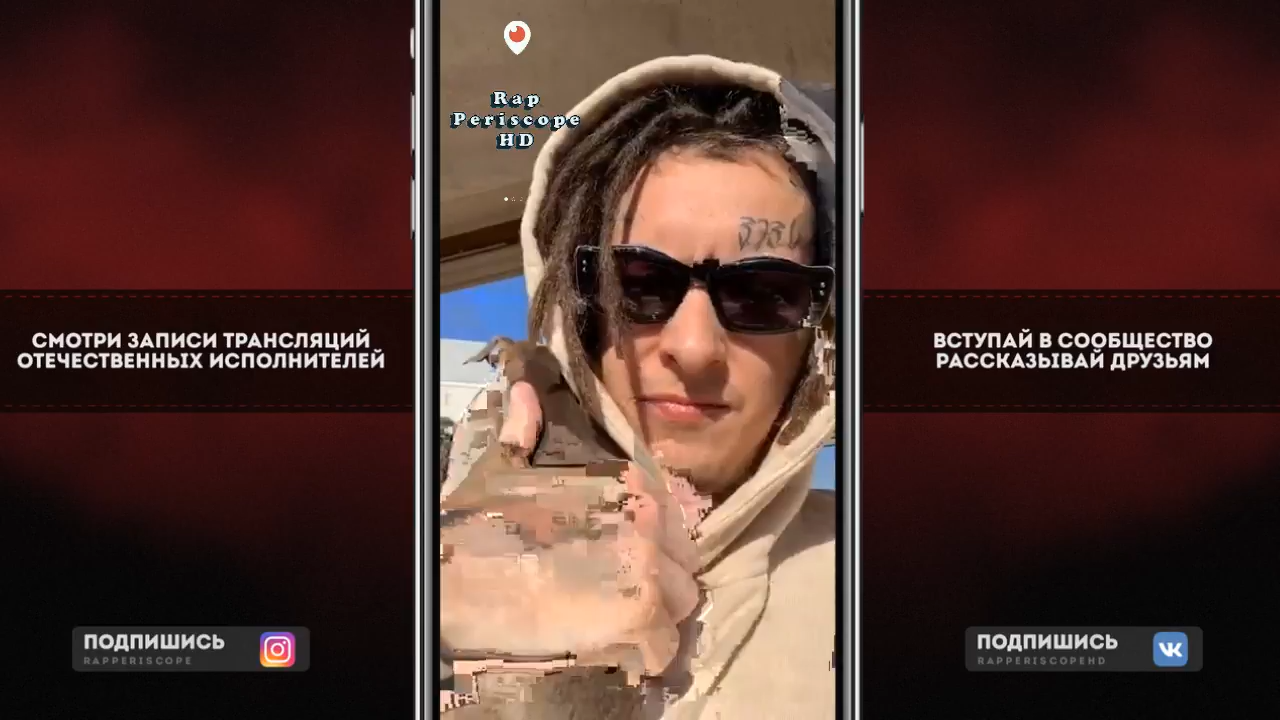 Rap
Periscope
HD
СМОТРИ ЗАПИСИ ТРАНСЛЯЦИЙ
ОТЕЧЕСТВЕННЫХ ИСПОЛНИТЕЛЕЙ
ВСТУПАЙ В СООБЩЕСТВО
РАССКАЗЫВАЙ ДРУЗЬЯМ
ПОДПИШИСЬ
RAPPERISCOPE
ПОДПИШИСЬ
RAPPERISCOPEHD